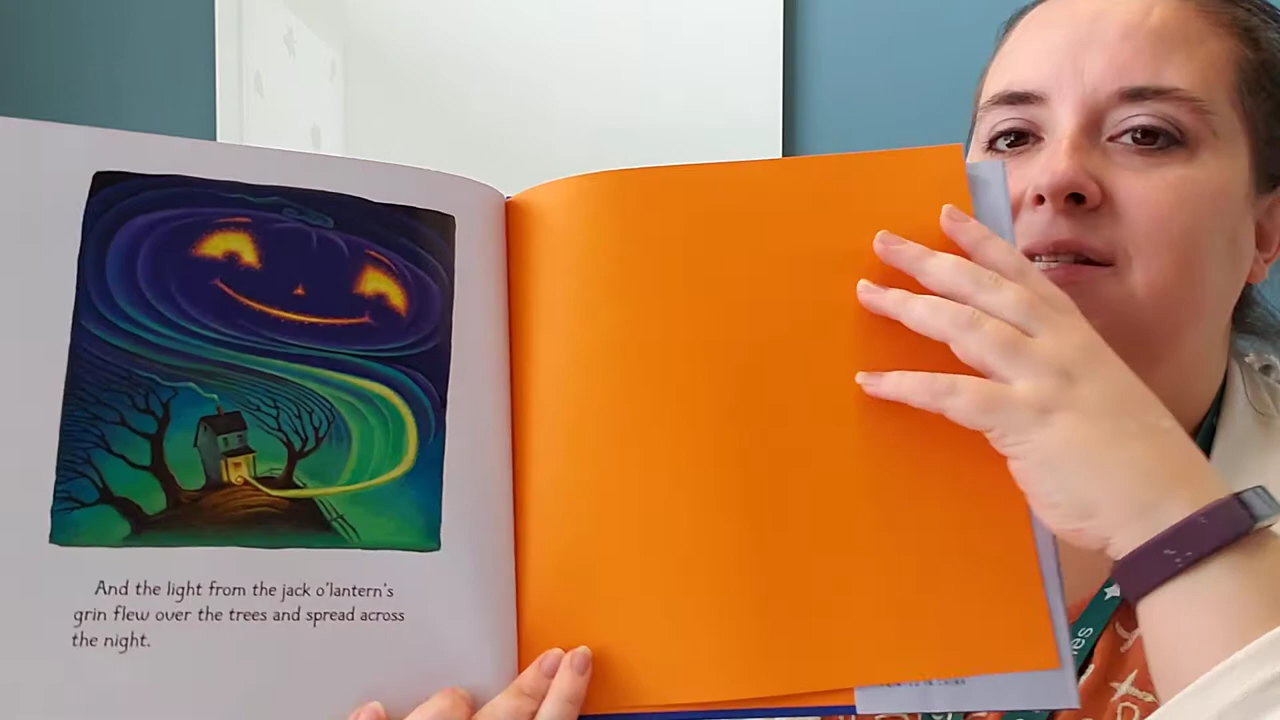 And the light from the jack o'lantern's
grin flew over the trees and spread across
the night.